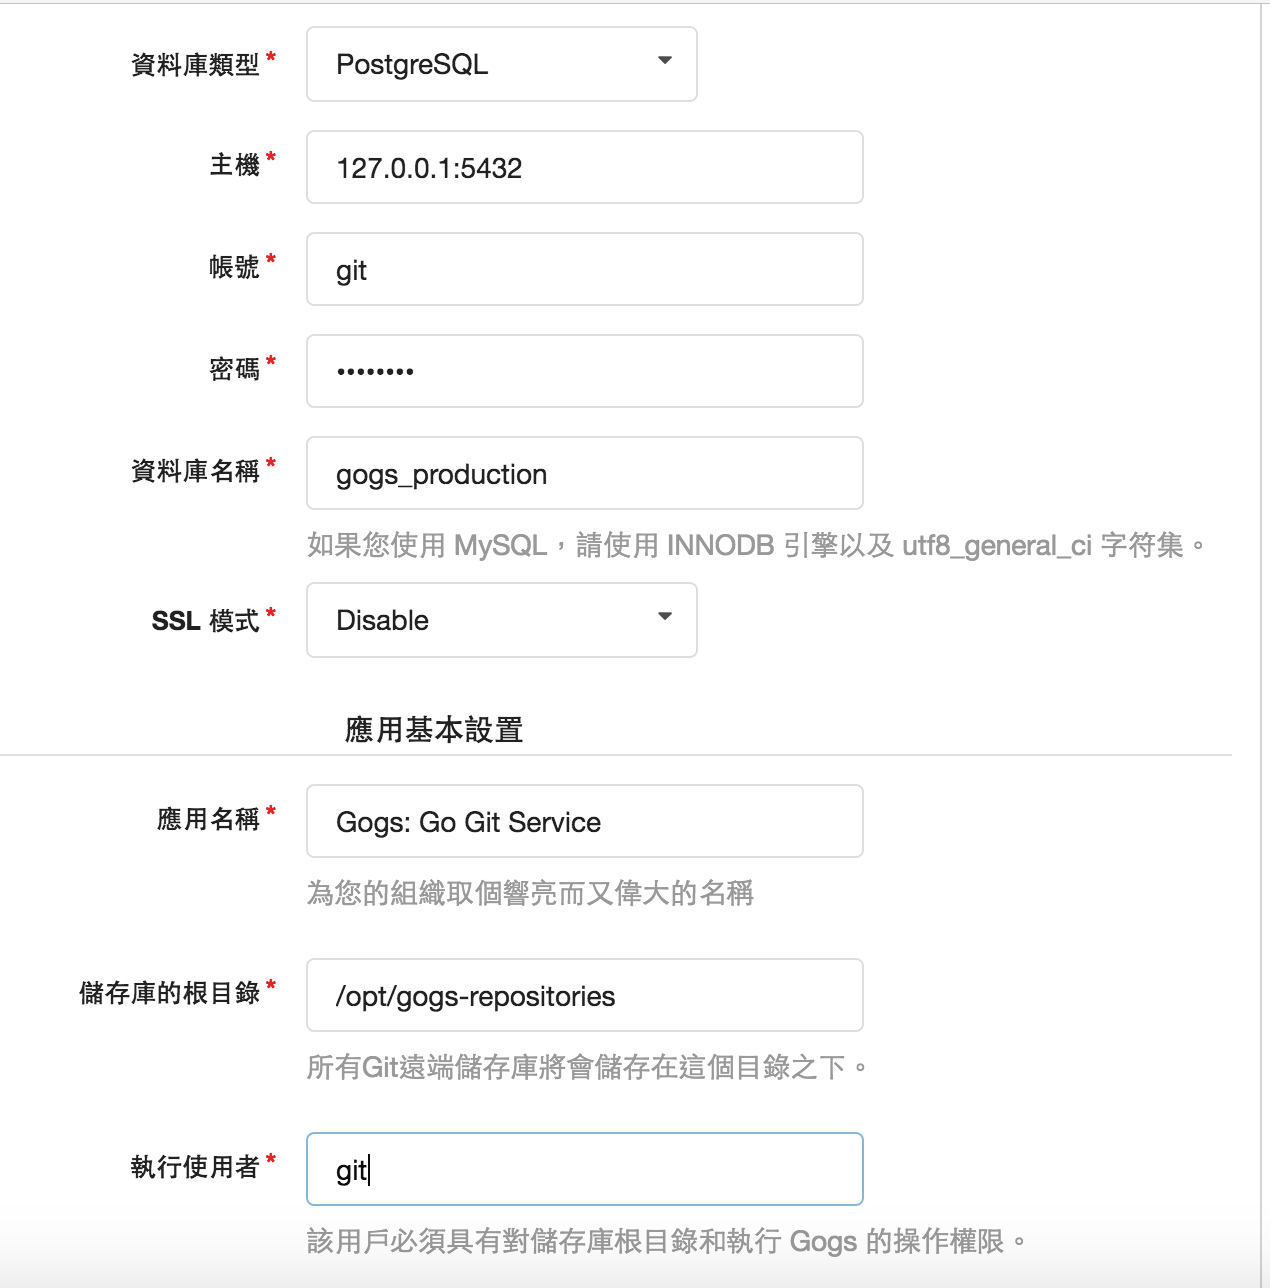 資料庫類型* PostgreSQL
主機* 127.0.0.1:5432
帳號* git
密碼* ••••••••
資料庫名稱* gogs_production
如果您使用 MySQL，請使用 INNODB 引擎以及 utf8_general_ci 字符集。
SSL 模式* Disable
應用基本設置
應用名稱* Gogs: Go Git Service
為您的組織取個響亮而又偉大的名稱
儲存庫的根目錄* /opt/gogs-repositories
所有Git遠端儲存庫將會儲存在這個目錄之下。
執行使用者* git
該用戶必須具有對儲存庫根目錄和執行 Gogs 的操作權限。